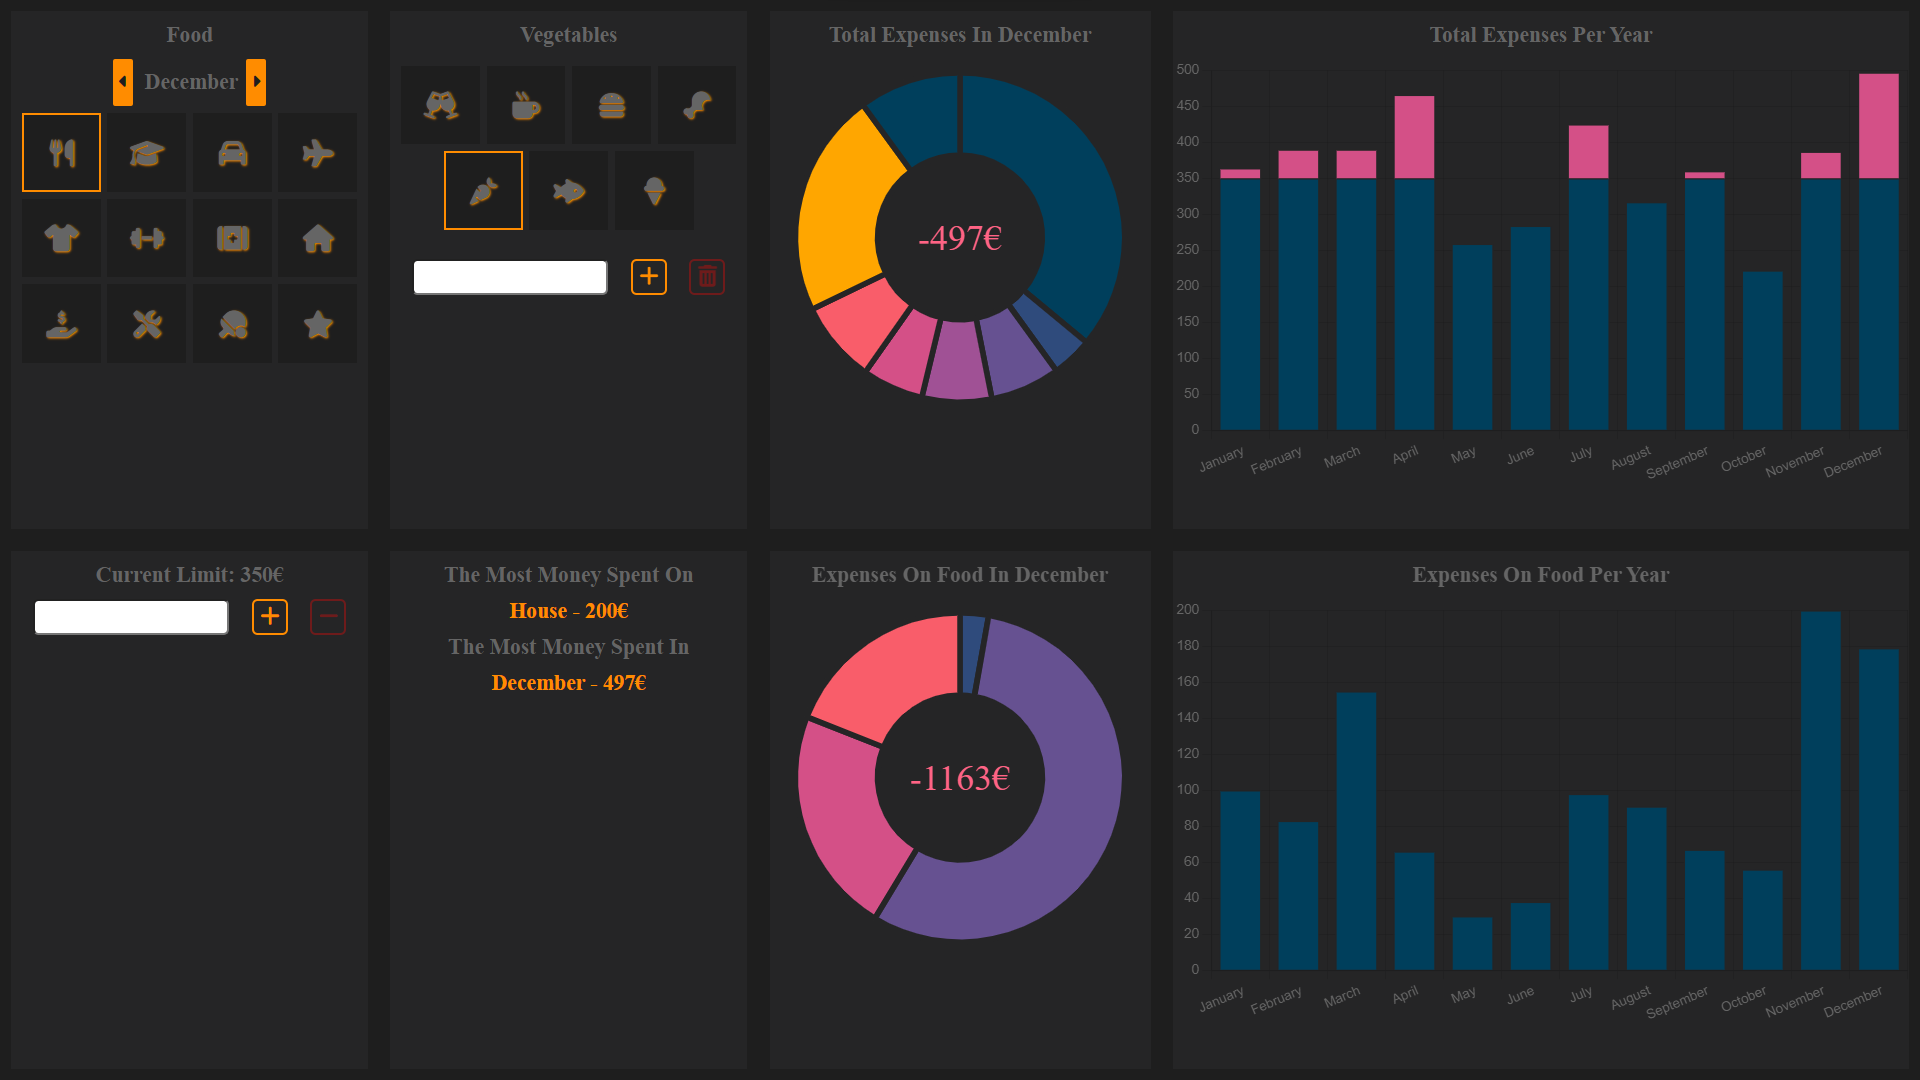 Food
December
Vegetables
Total Expenses In December
-497€
Total Expenses Per Year
500
450
400
350
300
250
200
150
100
50
0
January
February
March
April
May
June
July
August
September
October
November
December
Current Limit: 350€
The Most Money Spent On
House - 200€
The Most Money Spent In
December - 497€
Expenses On Food In December
-1163€
Expenses On Food Per Year
200
180
160
140
120
100
80
60
40
20
0
January
February
March
April
May
June
July
August
September
October
November
December